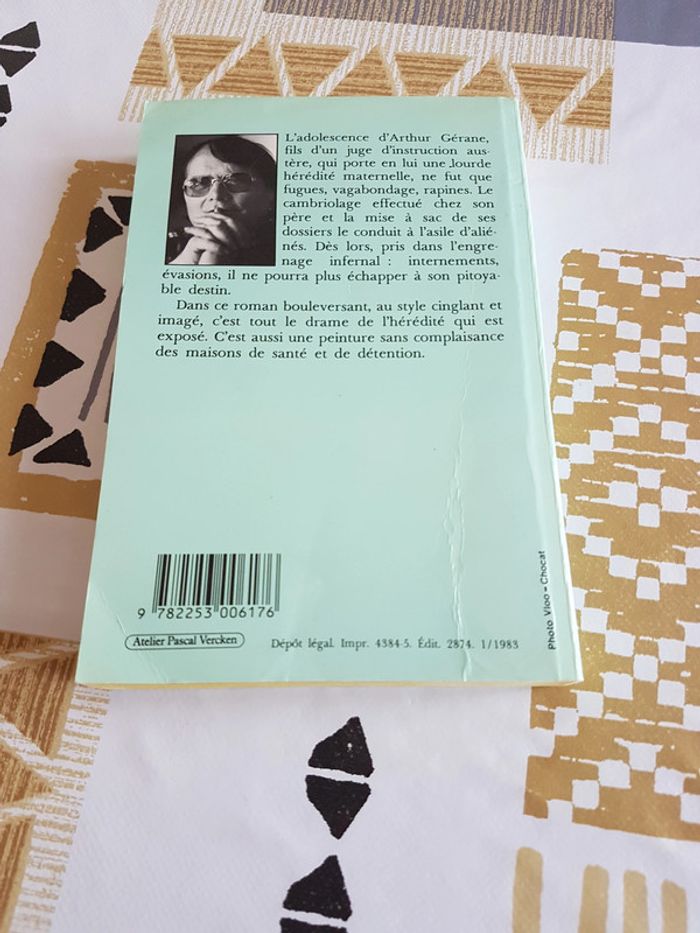 L'adolescence d'Arthur Gérane,
fils d'un juge d'instruction aus-
tère, qui porte en lui une lourde
hérédité maternelle, ne fut que
fugues, vagabondage, rapines. Le
cambriolage effectué chez son
père et la mise à sac de ses
dossiers le conduit à l'asile d'alié-
nés. Dès lors, pris dans l'engre-
nage infernal : internements,
évasions, il ne pourra plus échapper à son pitoya-
ble destin.
Dans ce roman bouleversant, au style cinglant et
imagé, c'est tout le drame de l'hérédité qui est
exposé. C'est aussi une peinture sans complaisance
des maisons de santé et de détention.
9 782253 006176
Atelier Pascal Vercken
Dépôt légal. Impr. 4384-5. Édit. 2874. 1/1983
Photo Vloo - Chocat